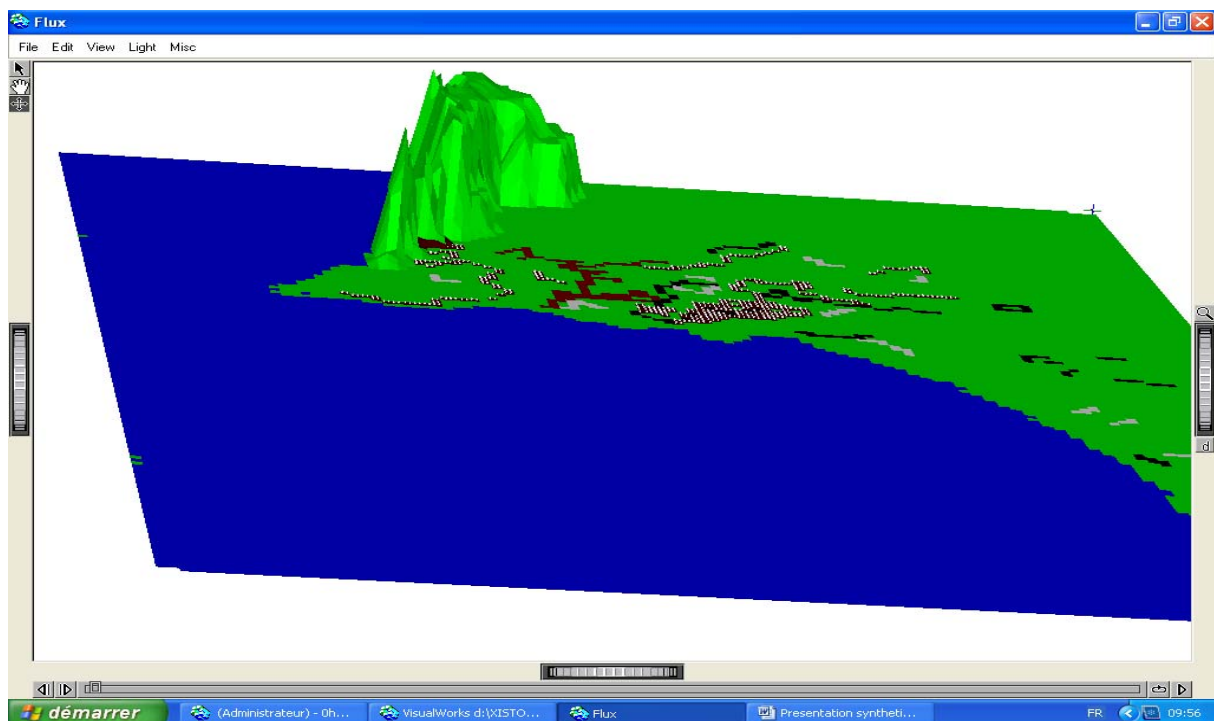 Flux
File Edit View Light Misc
d
démarrer (Administrateur) - 0h... VisualWorks d:\XISTO... Flux Presentation syntheti... FR 09:56